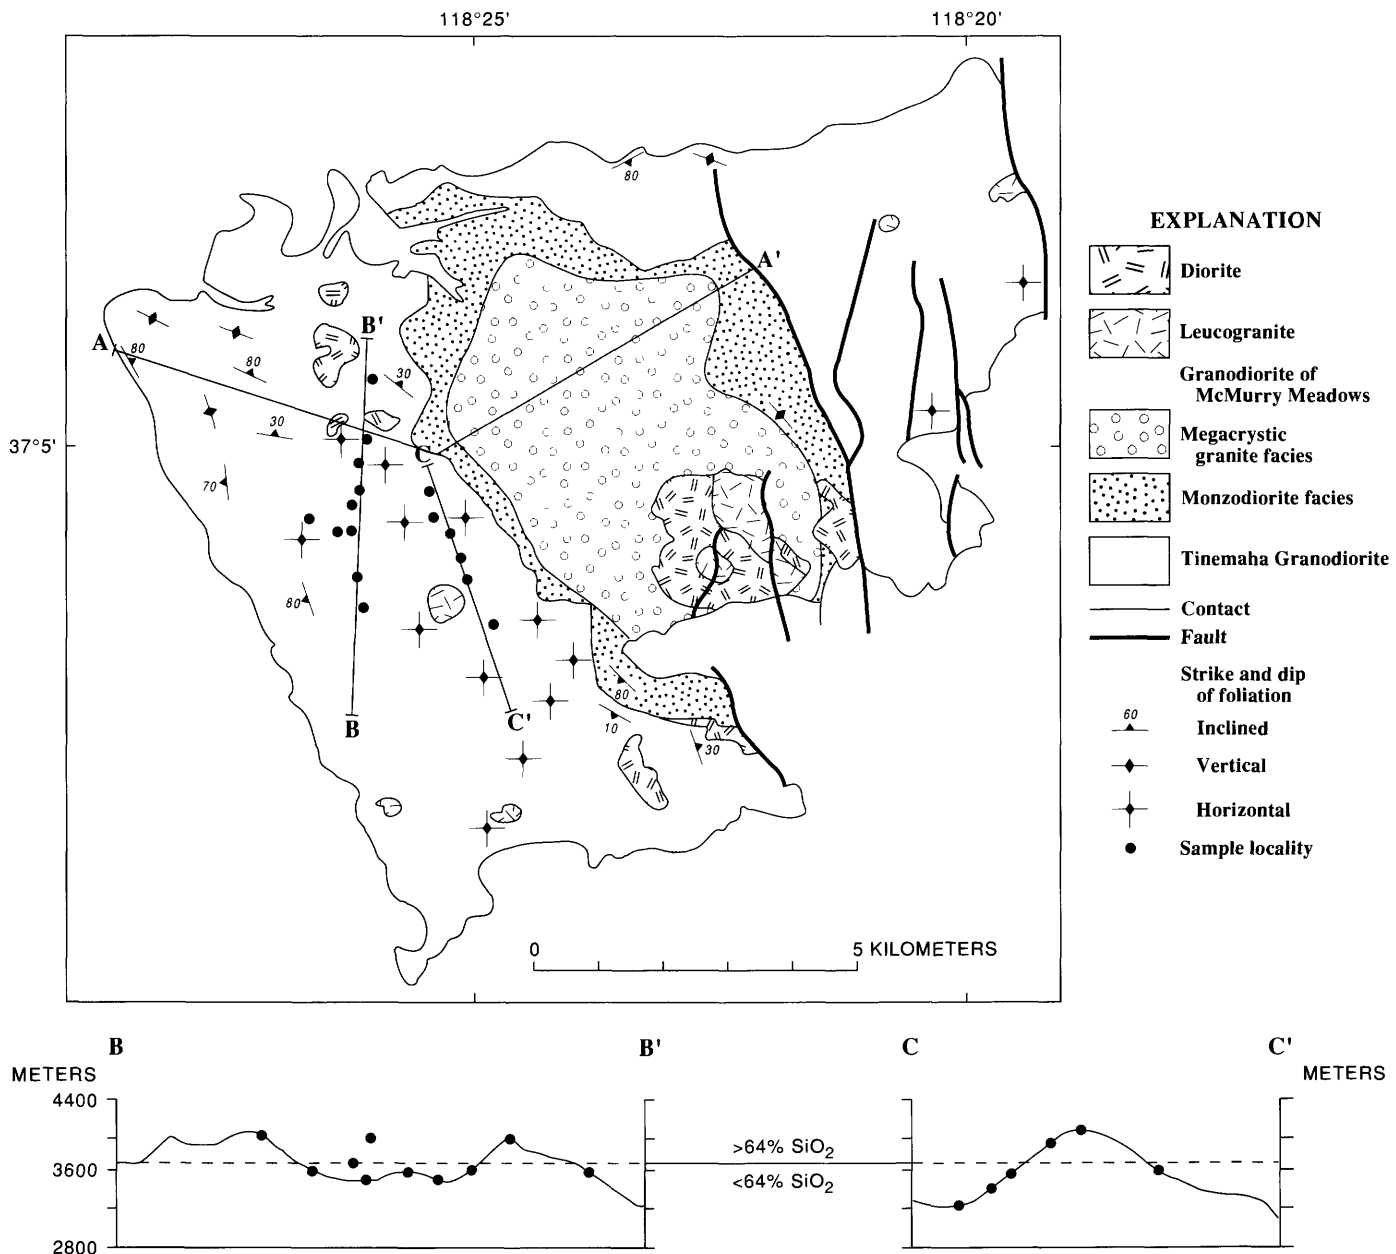 118°25'
118°20'
37°5'
A
A'
B'
B
C
C'
80
80
80
30
30
70
80
80
10
30
0
5 KILOMETERS
EXPLANATION
Diorite
Leucogranite
Granodiorite of
McMurry Meadows
Megacrystic
granite facies
Monzodiorite facies
Tinemaha Granodiorite
Contact
Fault
Strike and dip
of foliation
60
Inclined
Vertical
Horizontal
Sample locality
B
B'
C
C'
METERS
METERS
4400
3600
2800
>64% SiO₂
<64% SiO₂